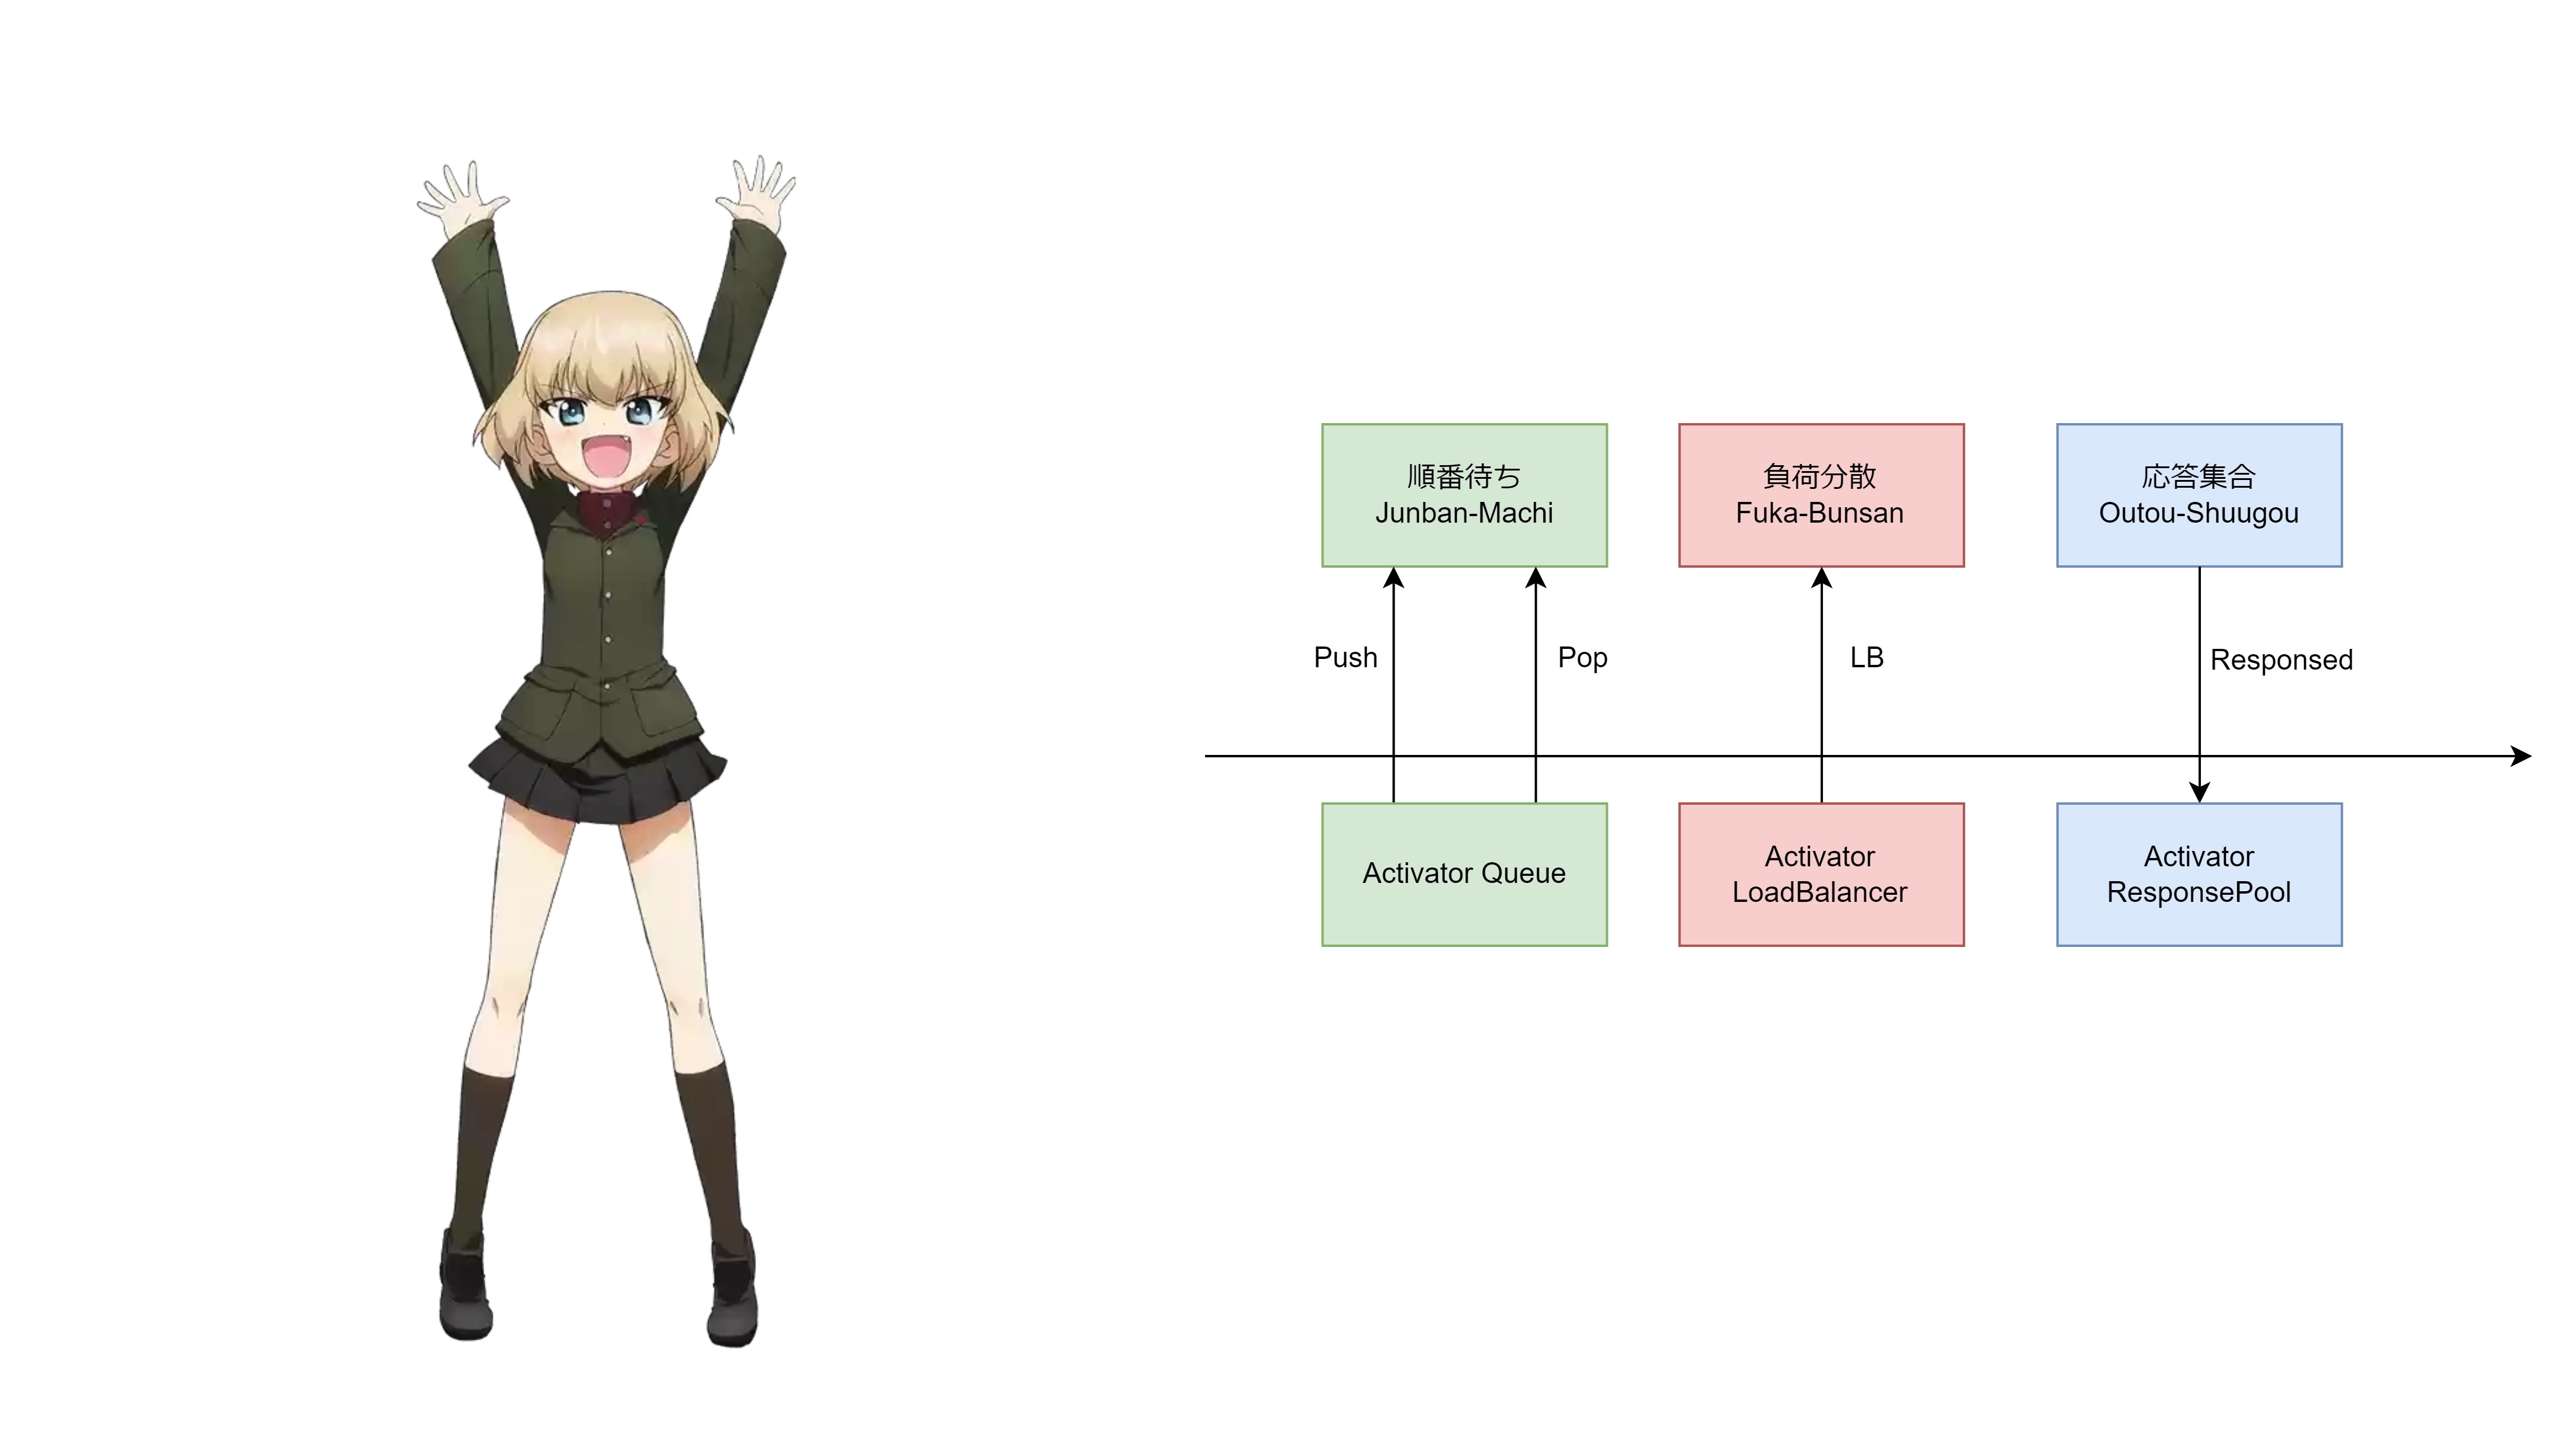 順番待ち
Junban-Machi
負荷分散
Fuka-Bunsan
応答集合
Outou-Shuugou
Push
Pop
LB
Responsed
Activator Queue
Activator
LoadBalancer
Activator
ResponsePool